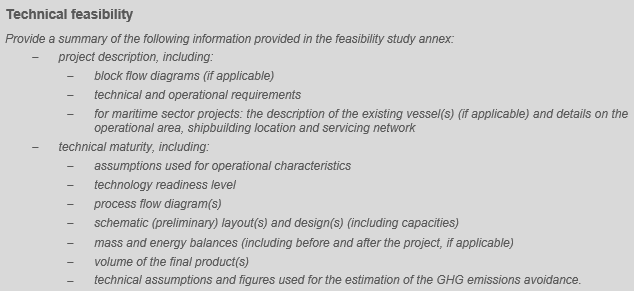 Technical feasibility
Provide a summary of the following information provided in the feasibility study annex:
– project description, including:
– block flow diagrams (if applicable)
– technical and operational requirements
– for maritime sector projects: the description of the existing vessel(s) (if applicable) and details on the
operational area, shipbuilding location and servicing network
– technical maturity, including:
– assumptions used for operational characteristics
– technology readiness level
– process flow diagram(s)
– schematic (preliminary) layout(s) and design(s) (including capacities)
– mass and energy balances (including before and after the project, if applicable)
– volume of the final product(s)
– technical assumptions and figures used for the estimation of the GHG emissions avoidance.